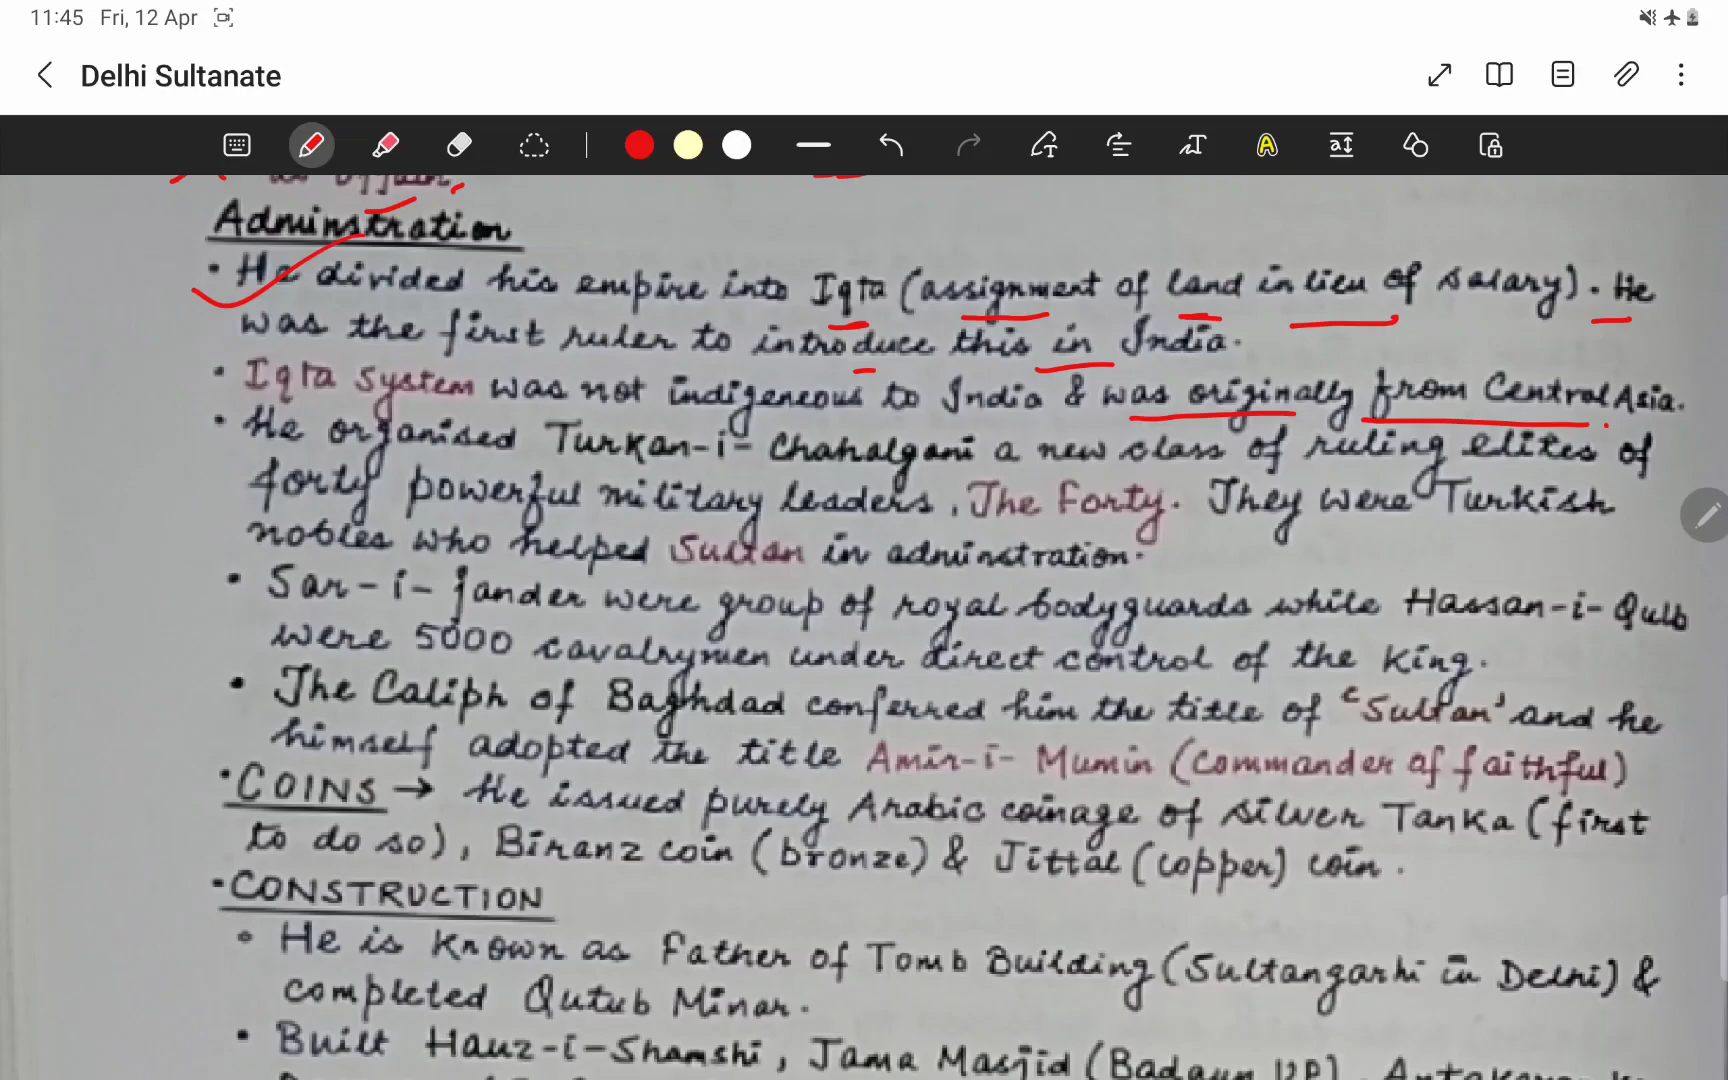 11:45 Fri, 12 Apr
Delhi Sultanate
Adminstration
• He divided his empire into Iqta (assignment of land in lieu of salary). He
was the first ruler to introduce this in India.
• Iqta System was not indigeneous to India & was originally from Central Asia.
• He organised Turkan-i-Chahalgani a new class of ruling elites of
forty powerful military leaders, The Forty. They were Turkish
nobles who helped Sultan in adminstration.
• Sar-i-jander were group of royal bodyguards while Hassan-i-Qulb
were 5000 cavalrymen under direct control of the King.
• The Caliph of Baghdad conferred him the title of 'Sultan' and he
himself adopted the title Amir-i-Mumin (Commander of faithful)
• COINS → He issued purely Arabic coinage of silver Tanka (first
to do so), Biranz coin (bronze) & Jittal (copper) coin.
• CONSTRUCTION
• He is known as Father of Tomb Building (Sultangarhi in Delhi) &
completed Qutub Minar.
• Built Hauz-i-Shamshi, Jama Masjid (Badaun UP),